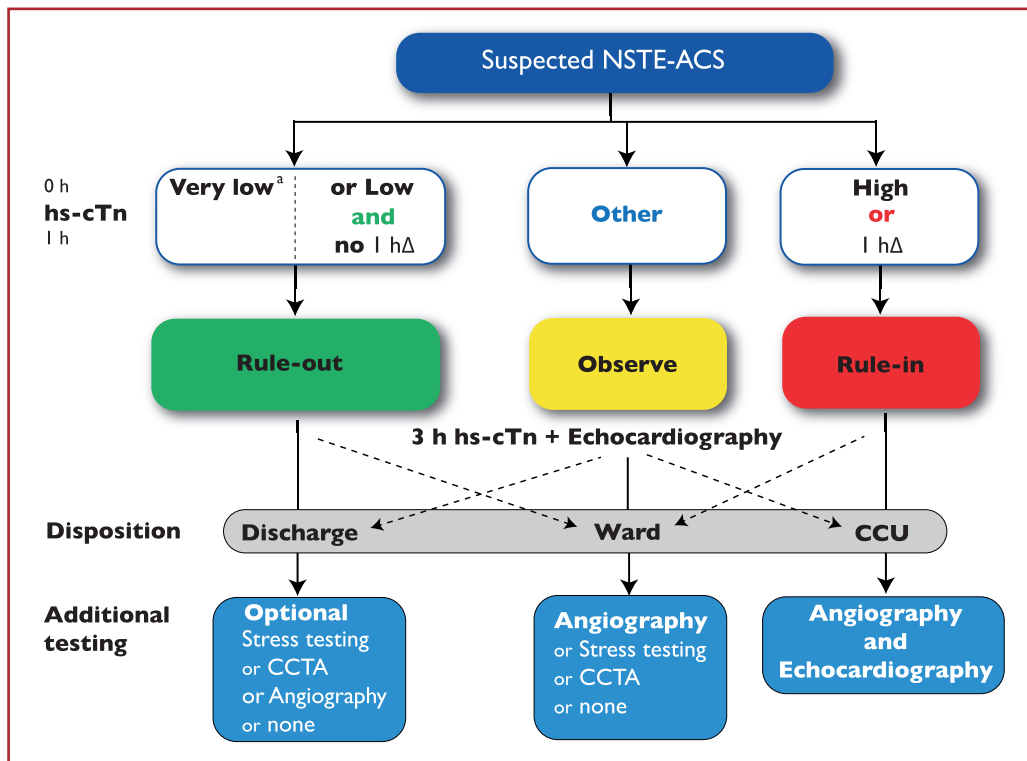 Suspected NSTE-ACS
0 h
hs-cTn
1 h
Very lowᵃ
or Low
and
no 1 hΔ
Other
High
or
1 hΔ
Rule-out
Observe
Rule-in
3 h hs-cTn + Echocardiography
Disposition
Discharge
Ward
CCU
Additional
testing
Optional
Stress testing
or CCTA
or Angiography
or none
Angiography
or Stress testing
or CCTA
or none
Angiography
and
Echocardiography